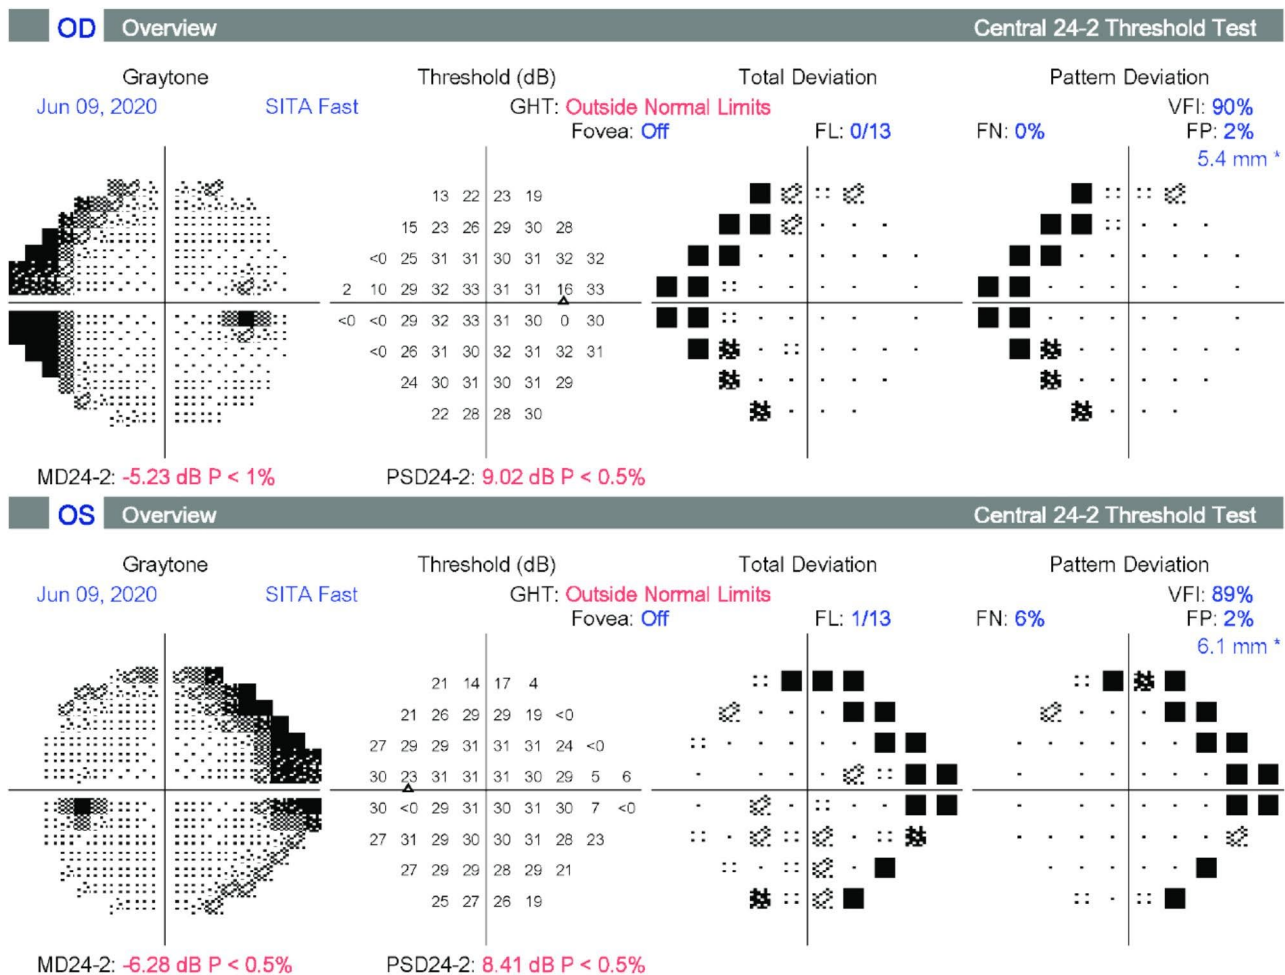 OD Overview Central 24-2 Threshold Test
Graytone Threshold (dB) Total Deviation Pattern Deviation
Jun 09, 2020 SITA Fast GHT: Outside Normal Limits VFI: 90%
Fovea: Off FL: 0/13 FN: 0% FP: 2%
5.4 mm *
13 22 23 19
15 23 26 29 30 28
<0 25 31 31 30 31 32 32
2 10 29 32 33 31 31 16 33
<0 <0 29 32 33 31 30 0 30
<0 26 31 30 32 31 32 31
24 30 31 30 31 29
22 28 28 30
MD24-2: -5.23 dB P < 1% PSD24-2: 9.02 dB P < 0.5%
OS Overview Central 24-2 Threshold Test
Graytone Threshold (dB) Total Deviation Pattern Deviation
Jun 09, 2020 SITA Fast GHT: Outside Normal Limits VFI: 89%
Fovea: Off FL: 1/13 FN: 6% FP: 2%
6.1 mm *
21 14 17 4
21 26 29 29 19 <0
27 29 29 31 31 31 24 <0
30 23 31 31 31 30 29 5 6
30 <0 29 31 30 31 30 7 <0
27 31 29 30 30 31 28 23
27 29 29 28 29 21
25 27 26 19
MD24-2: -6.28 dB P < 0.5% PSD24-2: 8.41 dB P < 0.5%